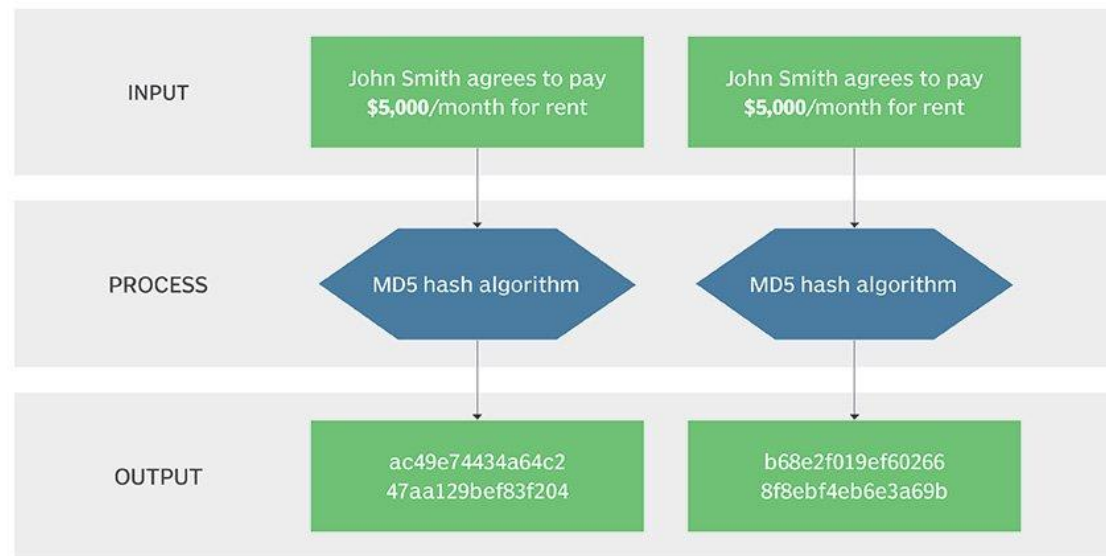 INPUT
John Smith agrees to pay
$5,000/month for rent
John Smith agrees to pay
$5,000/month for rent
PROCESS
MD5 hash algorithm
MD5 hash algorithm
OUTPUT
ac49e74434a64c2
47aa129bef83f204
b68e2f019ef60266
8f8ebf4eb6e3a69b